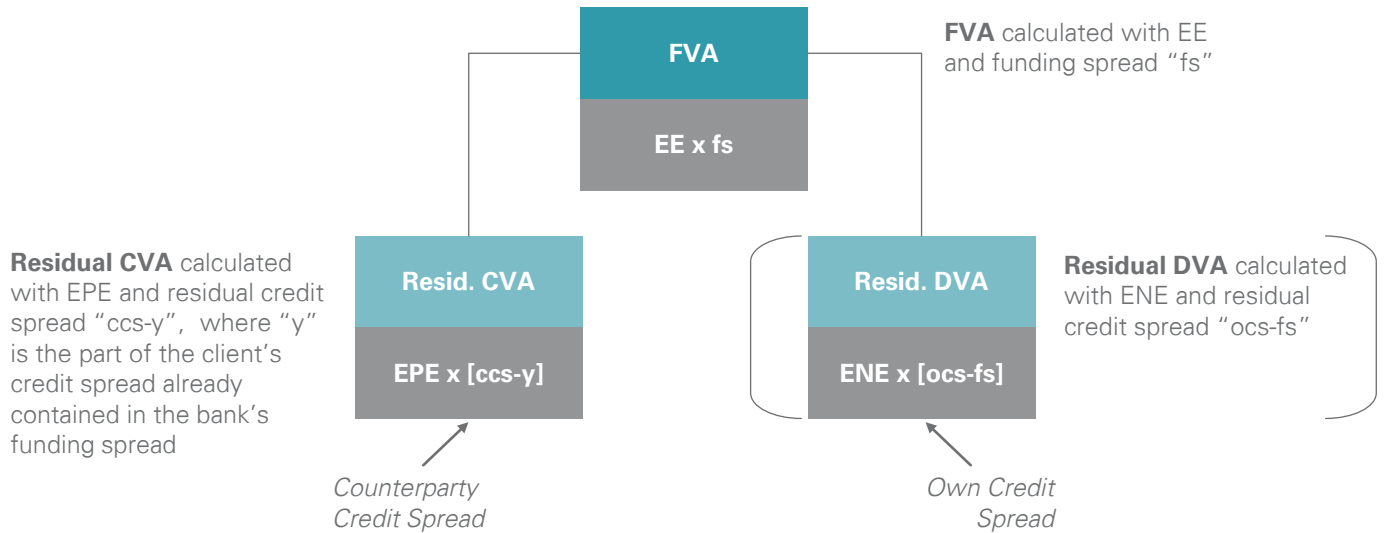 FVA
EE x fs
FVA calculated with EE
and funding spread “fs”
Residual CVA calculated
with EPE and residual credit
spread “ccs-y”, where “y”
is the part of the client’s
credit spread already
contained in the bank’s
funding spread
Resid. CVA
EPE x [ccs-y]
Resid. DVA
ENE x [ocs-fs]
Residual DVA calculated
with ENE and residual
credit spread “ocs-fs”
Counterparty
Credit Spread
Own Credit
Spread